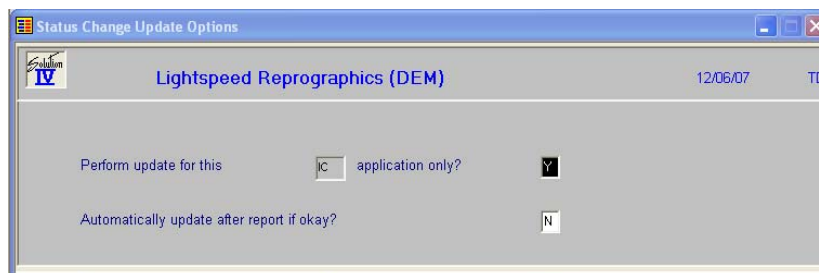 Status Change Update Options
Solution
IV
Lightspeed Reprographics (DEM)
12/06/07
Perform update for this IC application only? Y
Automatically update after report if okay? N